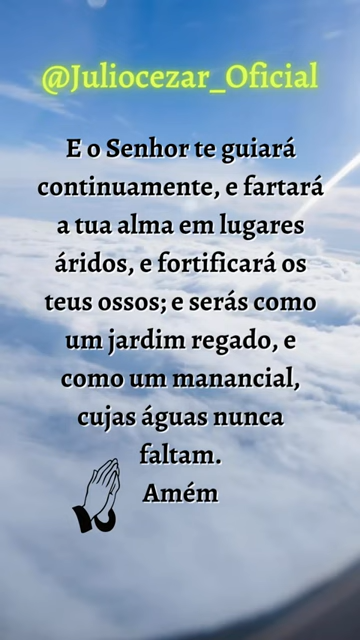 @Juliocezar_Oficial
E o Senhor te guiará
continuamente, e fartará
a tua alma em lugares
áridos, e fortificará os
teus ossos; e serás como
um jardim regado, e
como um manancial,
cujas águas nunca
faltam.
Amém